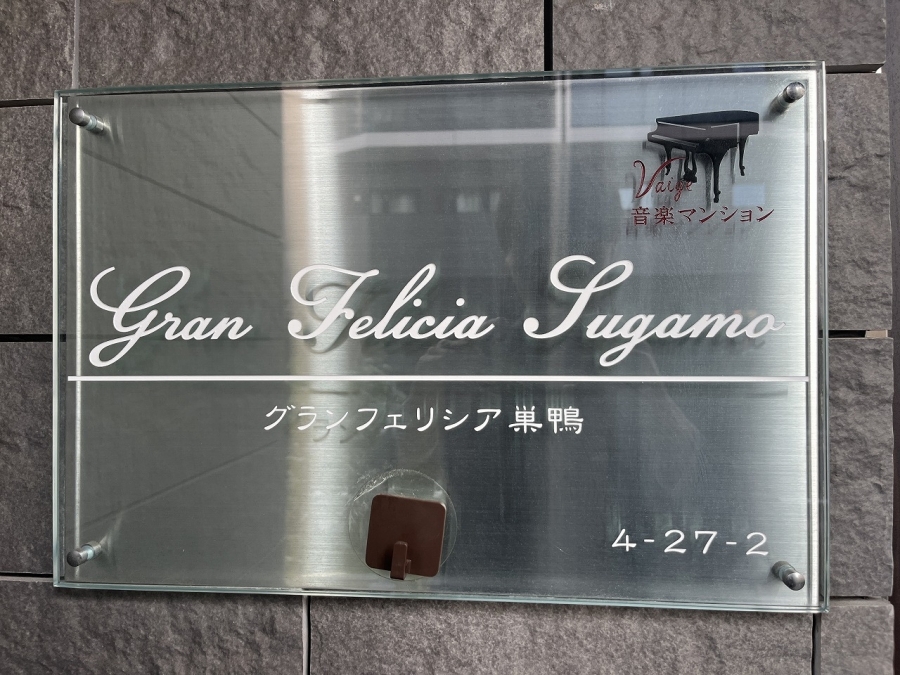 Vaige
音楽マンション
Gran Felicia Sugamo
グランフェリシア巣鴨
4-27-2